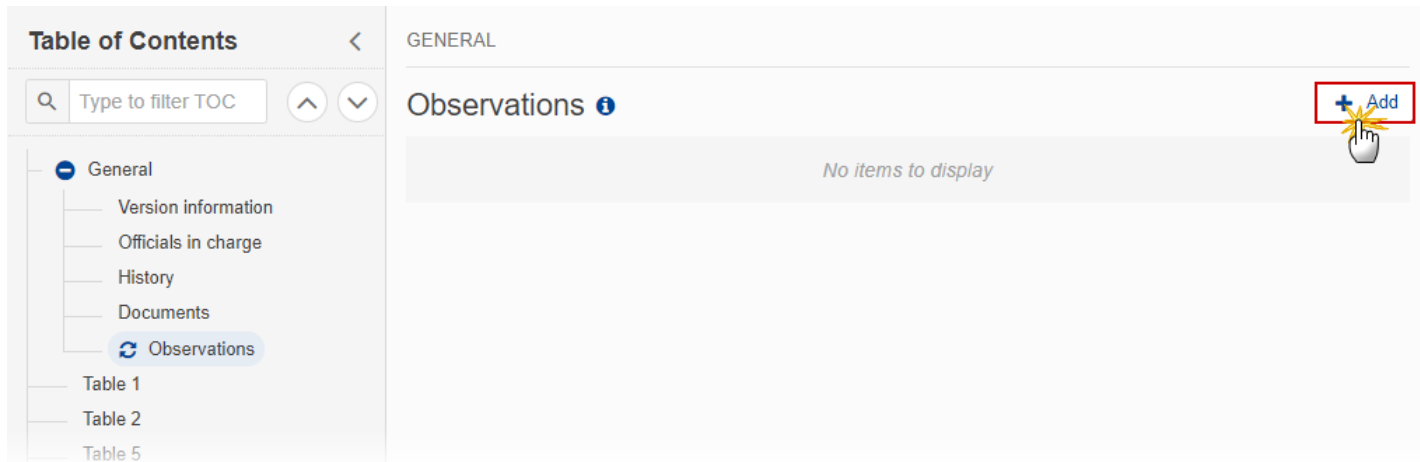 Table of Contents
Type to filter TOC
General
Version information
Officials in charge
History
Documents
Observations
Table 1
Table 2
Table 5
GENERAL
Observations
Add
No items to display